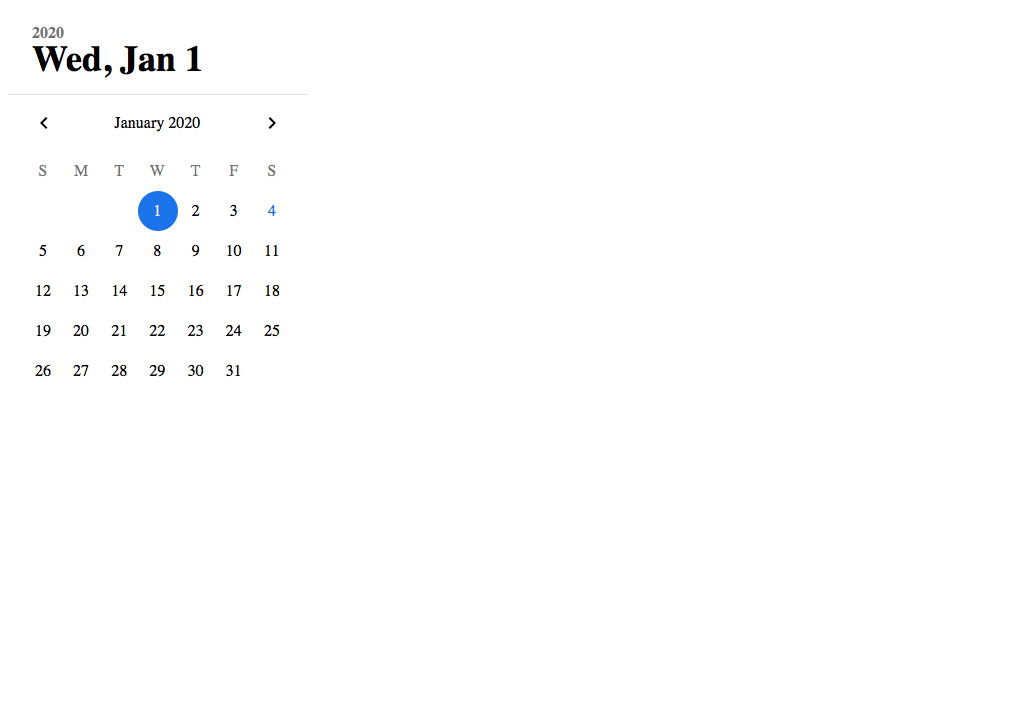 2020
Wed, Jan 1
January 2020
S M T W T F S
1 2 3 4
5 6 7 8 9 10 11
12 13 14 15 16 17 18
19 20 21 22 23 24 25
26 27 28 29 30 31